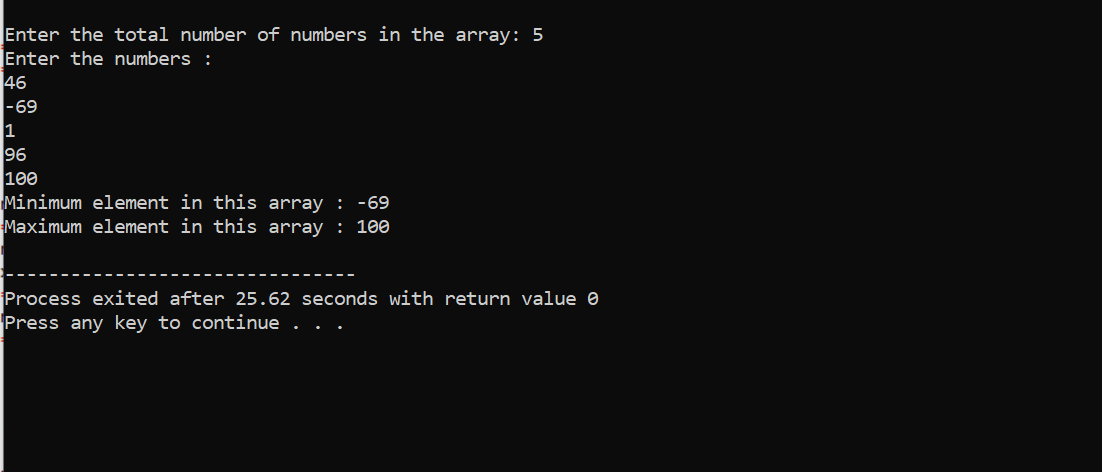 Enter the total number of numbers in the array: 5
Enter the numbers :
46
-69
1
96
100
Minimum element in this array : -69
Maximum element in this array : 100
--------------------------------
Process exited after 25.62 seconds with return value 0
Press any key to continue . . .